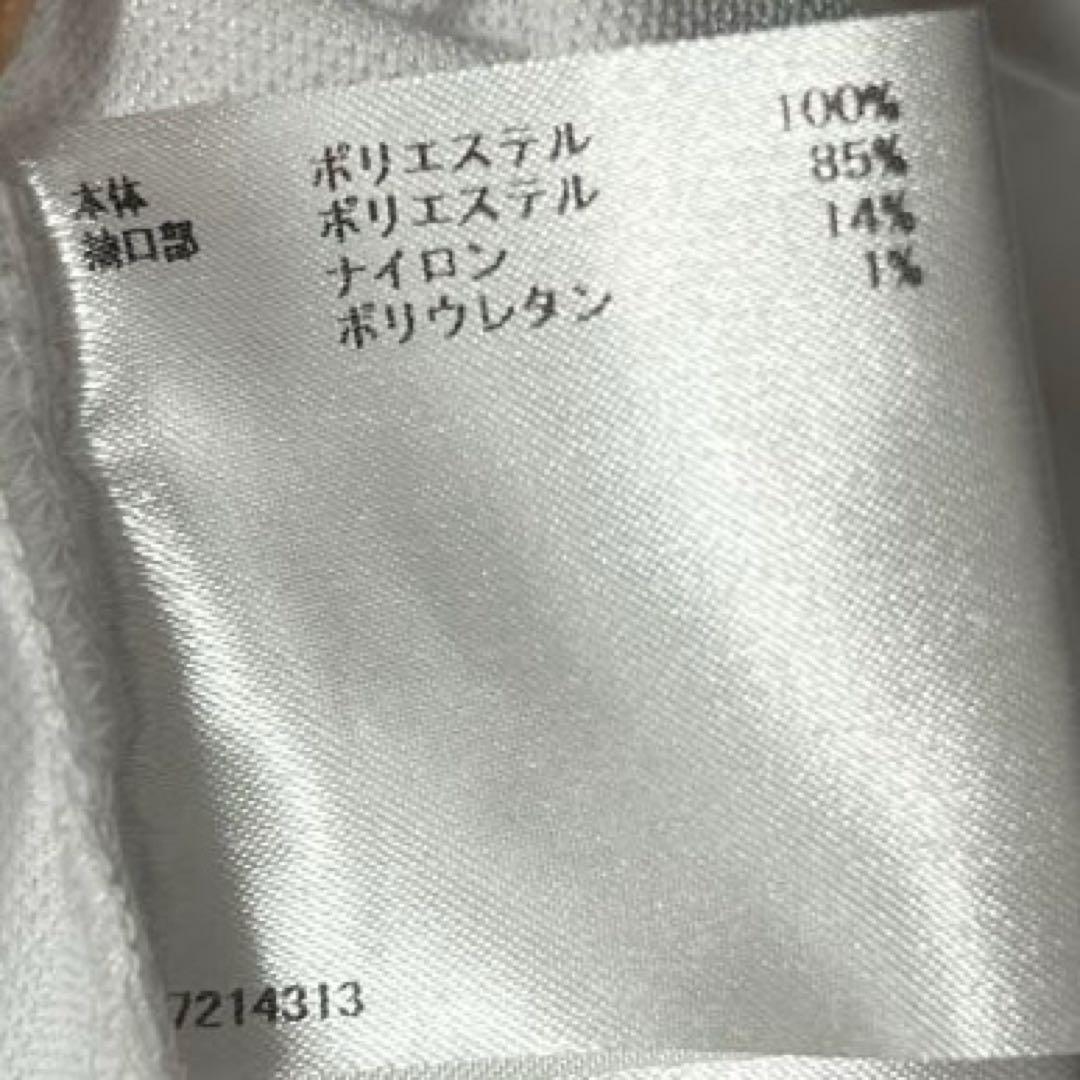 本体 ポリエステル 100%
袖口部 ポリエステル 85%
ナイロン 14%
ポリウレタン 1%
7214313